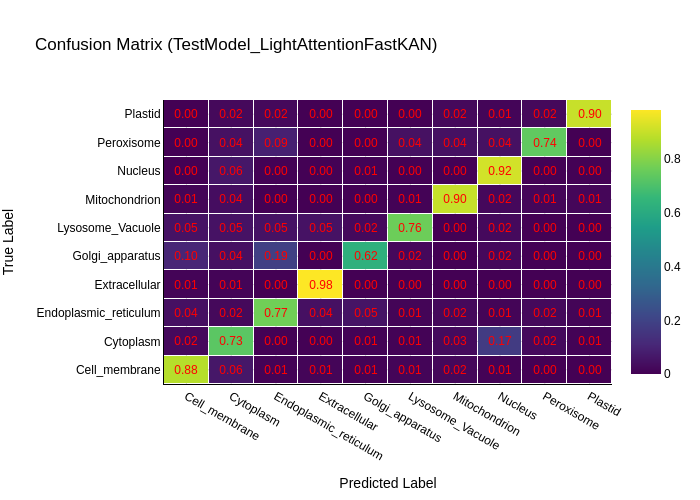 Confusion Matrix (TestModel_LightAttentionFastKAN)
Plastid 0.00 0.02 0.02 0.00 0.00 0.00 0.02 0.01 0.02 0.90
Peroxisome 0.00 0.04 0.09 0.00 0.00 0.04 0.04 0.04 0.74 0.00
Nucleus 0.00 0.06 0.00 0.00 0.01 0.00 0.00 0.92 0.00 0.00
Mitochondrion 0.01 0.04 0.00 0.00 0.00 0.01 0.90 0.02 0.01 0.01
Lysosome_Vacuole 0.05 0.05 0.05 0.05 0.02 0.76 0.00 0.02 0.00 0.00
Golgi_apparatus 0.10 0.04 0.00 0.62 0.02 0.00 0.02 0.00 0.00
Extracellular 0.01 0.01 0.00 0.98 0.00 0.00 0.00 0.00 0.00 0.00
Endoplasmic_reticulum 0.04 0.02 0.77 0.04 0.05 0.01 0.02 0.01 0.02 0.01
Cytoplasm 0.02 0.73 0.00 0.00 0.01 0.01 0.03 0.17 0.02 0.01
Cell_membrane 0.88 0.06 0.01 0.01 0.01 0.01 0.02 0.01 0.00 0.00
Cell_membrane Cytoplasm Endoplasmic_reticulum Extracellular Golgi_apparatus Lysosome_Vacuole Mitochondrion Nucleus Peroxisome Plastid
Predicted Label
True Label
0.8
0.6
0.4
0.2
0